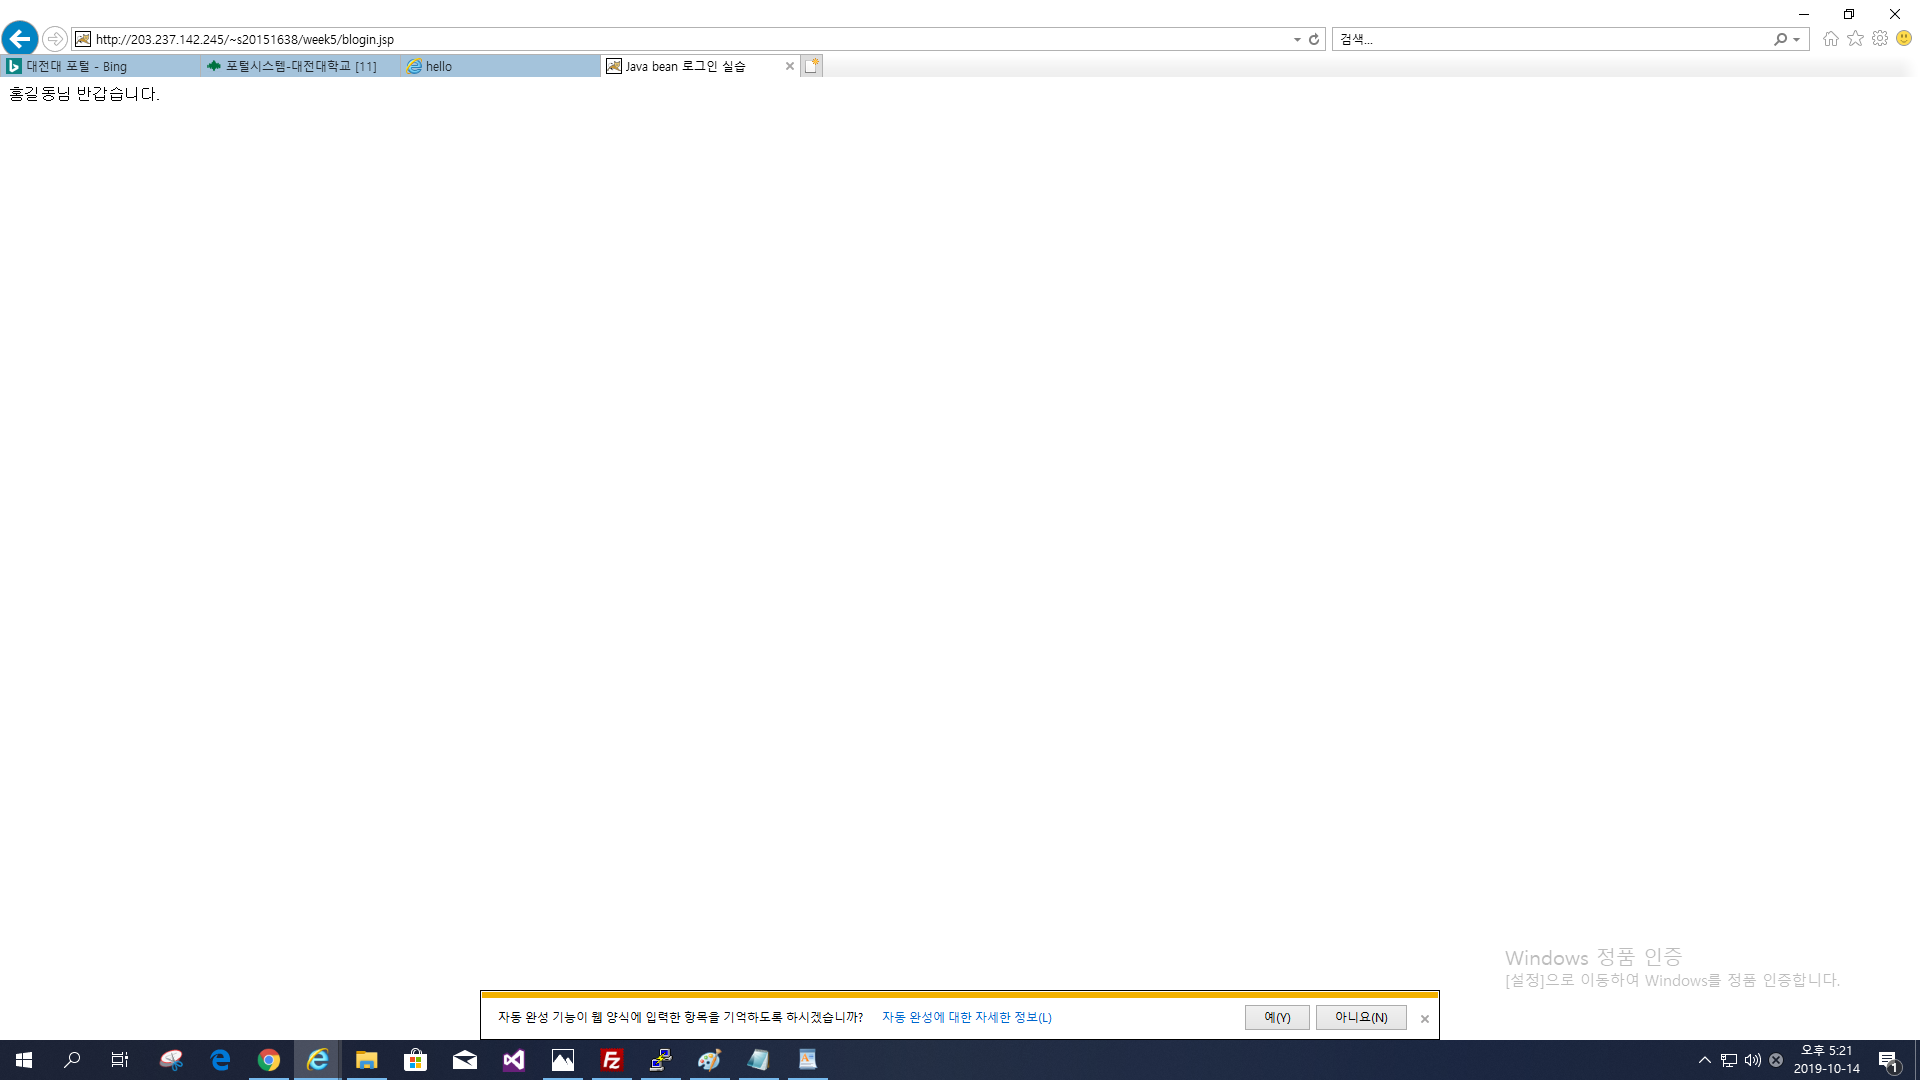 http://203.237.142.245/~s20151638/week5/blogin.jsp
검색...
대전대 포털 - Bing
포털시스템-대전대학교 [11]
hello
Java bean 로그인 실습
홍길동님 반갑습니다.
Windows 정품 인증
[설정]으로 이동하여 Windows를 정품 인증합니다.
자동 완성 기능이 웹 양식에 입력한 항목을 기억하도록 하시겠습니까? 자동 완성에 대한 자세한 정보(L) 예(Y) 아니요(N)
오후 5:21
2019-10-14
1